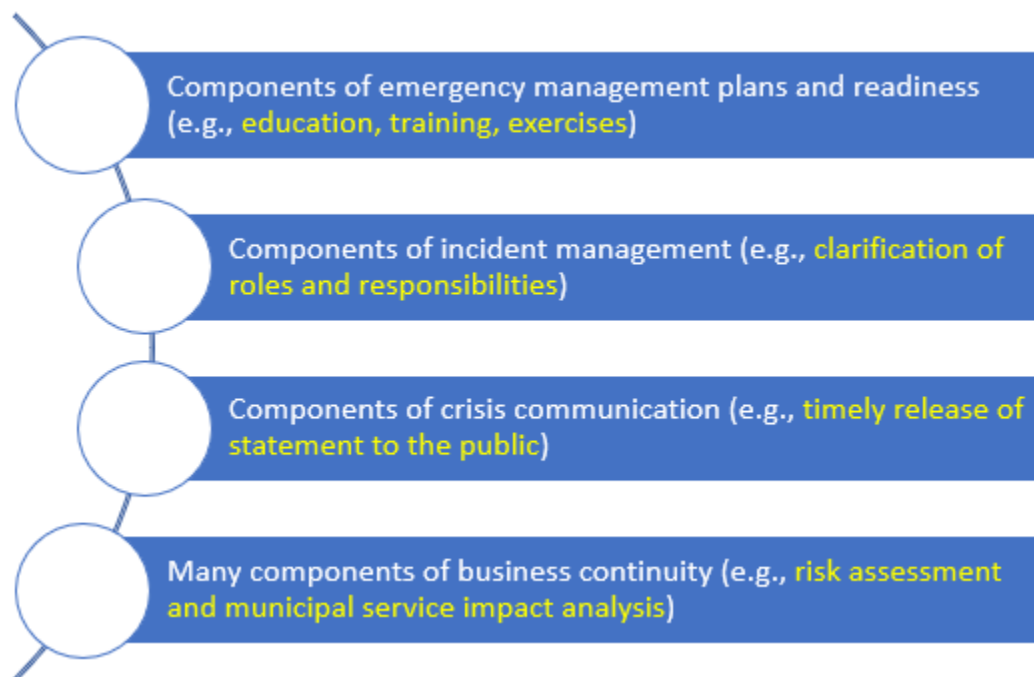 Components of emergency management plans and readiness
(e.g., education, training, exercises)
Components of incident management (e.g., clarification of
roles and responsibilities)
Components of crisis communication (e.g., timely release of
statement to the public)
Many components of business continuity (e.g., risk assessment
and municipal service impact analysis)